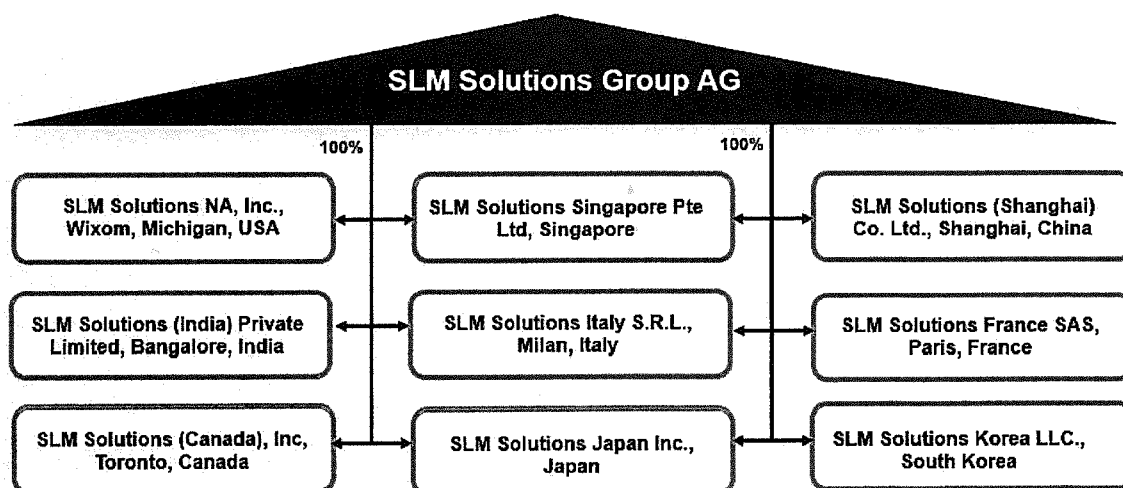 SLM Solutions Group AG
100%
100%
SLM Solutions NA, Inc.,
Wixom, Michigan, USA
SLM Solutions Singapore Pte
Ltd, Singapore
SLM Solutions (Shanghai)
Co. Ltd., Shanghai, China
SLM Solutions (India) Private
Limited, Bangalore, India
SLM Solutions Italy S.R.L.,
Milan, Italy
SLM Solutions France SAS,
Paris, France
SLM Solutions (Canada), Inc,
Toronto, Canada
SLM Solutions Japan Inc.,
Japan
SLM Solutions Korea LLC.,
South Korea